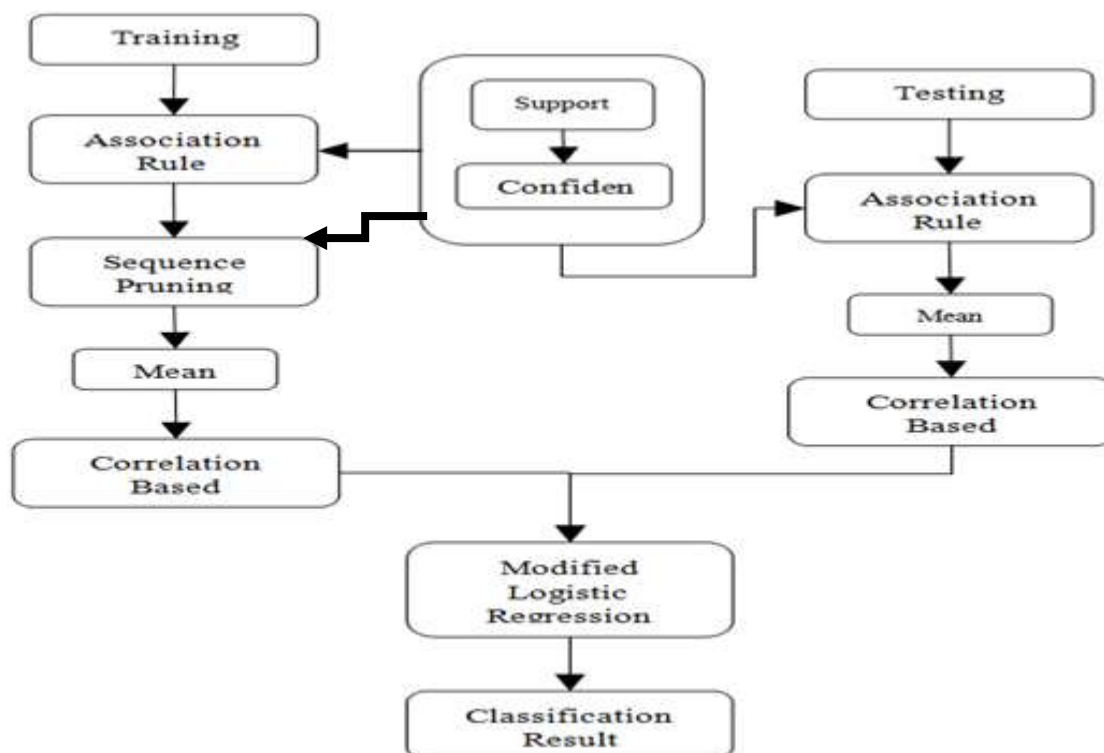 Training
Association
Rule
Sequence
Pruning
Mean
Correlation
Based
Support
Confiden
Testing
Association
Rule
Mean
Correlation
Based
Modified
Logistic
Regression
Classification
Result